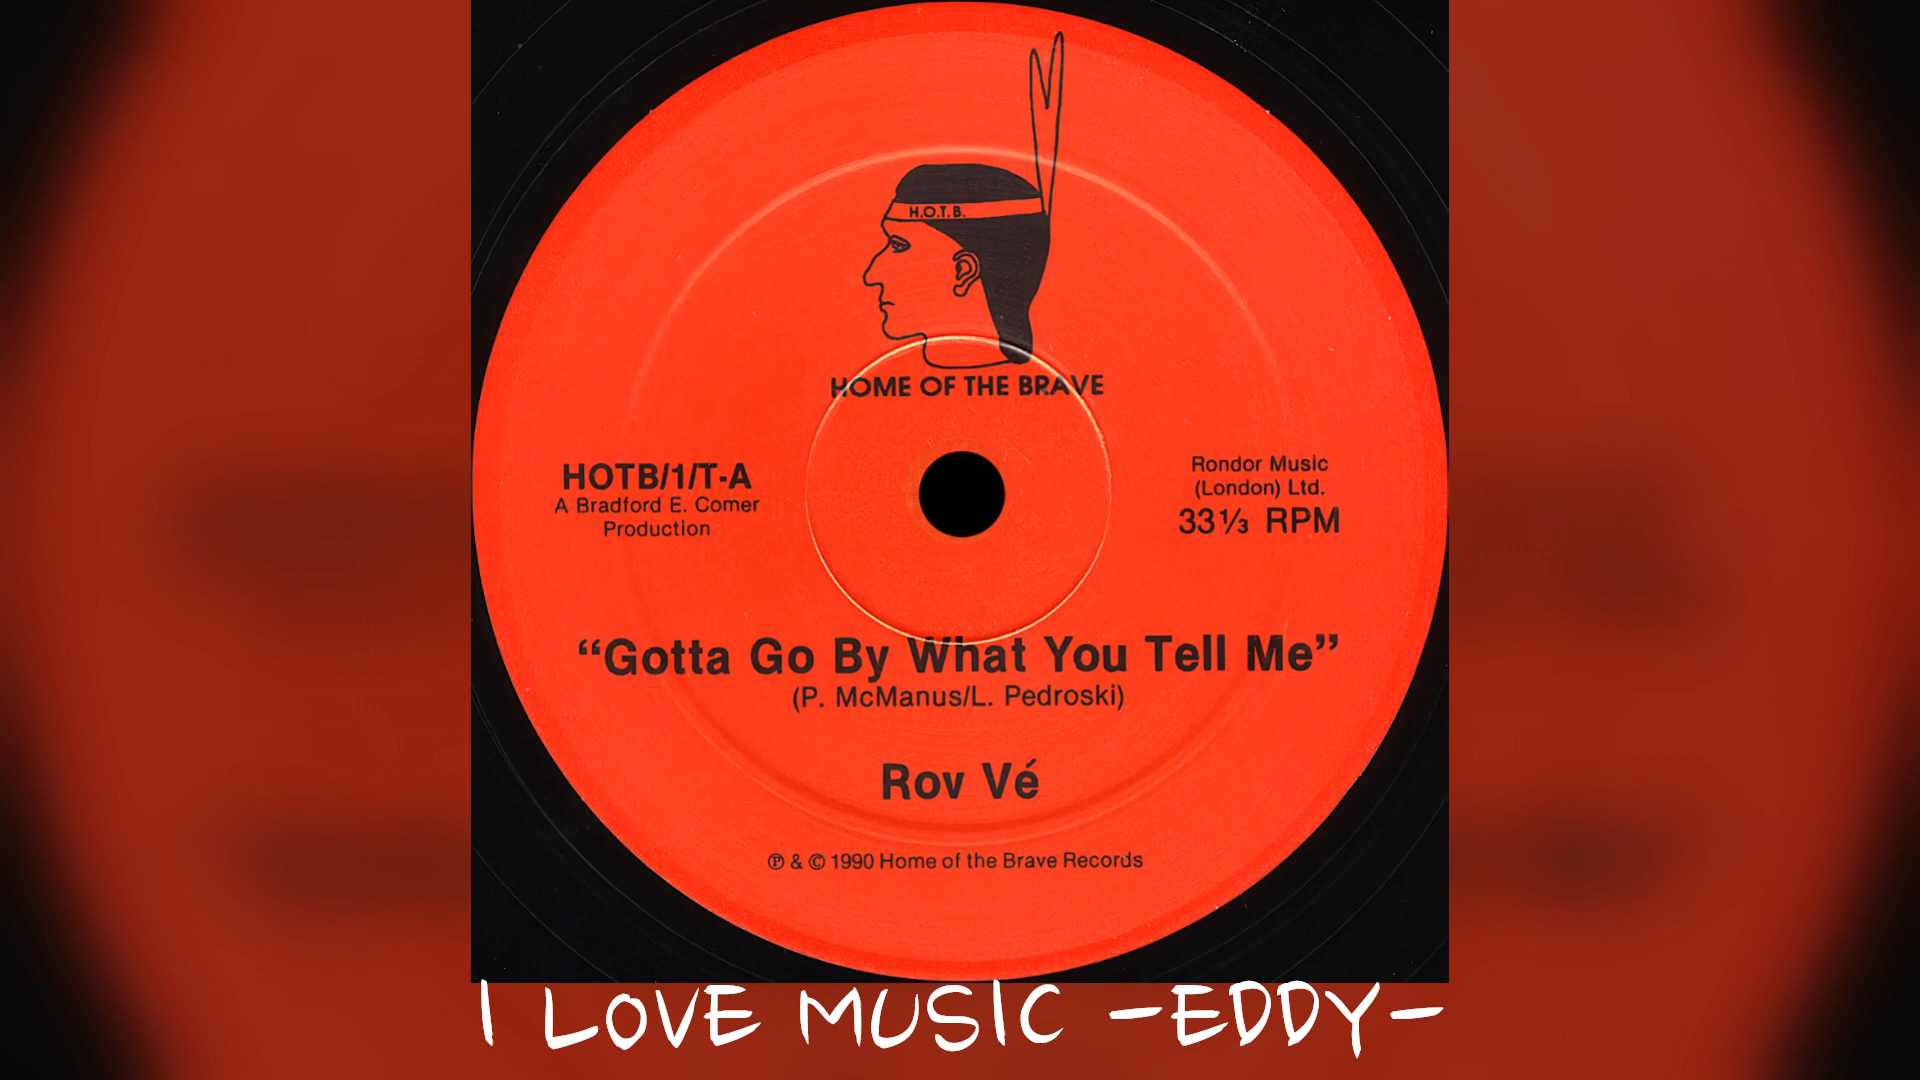 H.O.T.B.
HOME OF THE BRAVE
HOTB/1/T-A
A Bradford E. Comer
Production
Rondor Music
(London) Ltd.
33⅓ RPM
“Gotta Go By What You Tell Me”
(P. McManus/L. Pedroski)
Rov Vé
℗ & © 1990 Home of the Brave Records
I LOVE MUSIC -EDDY-